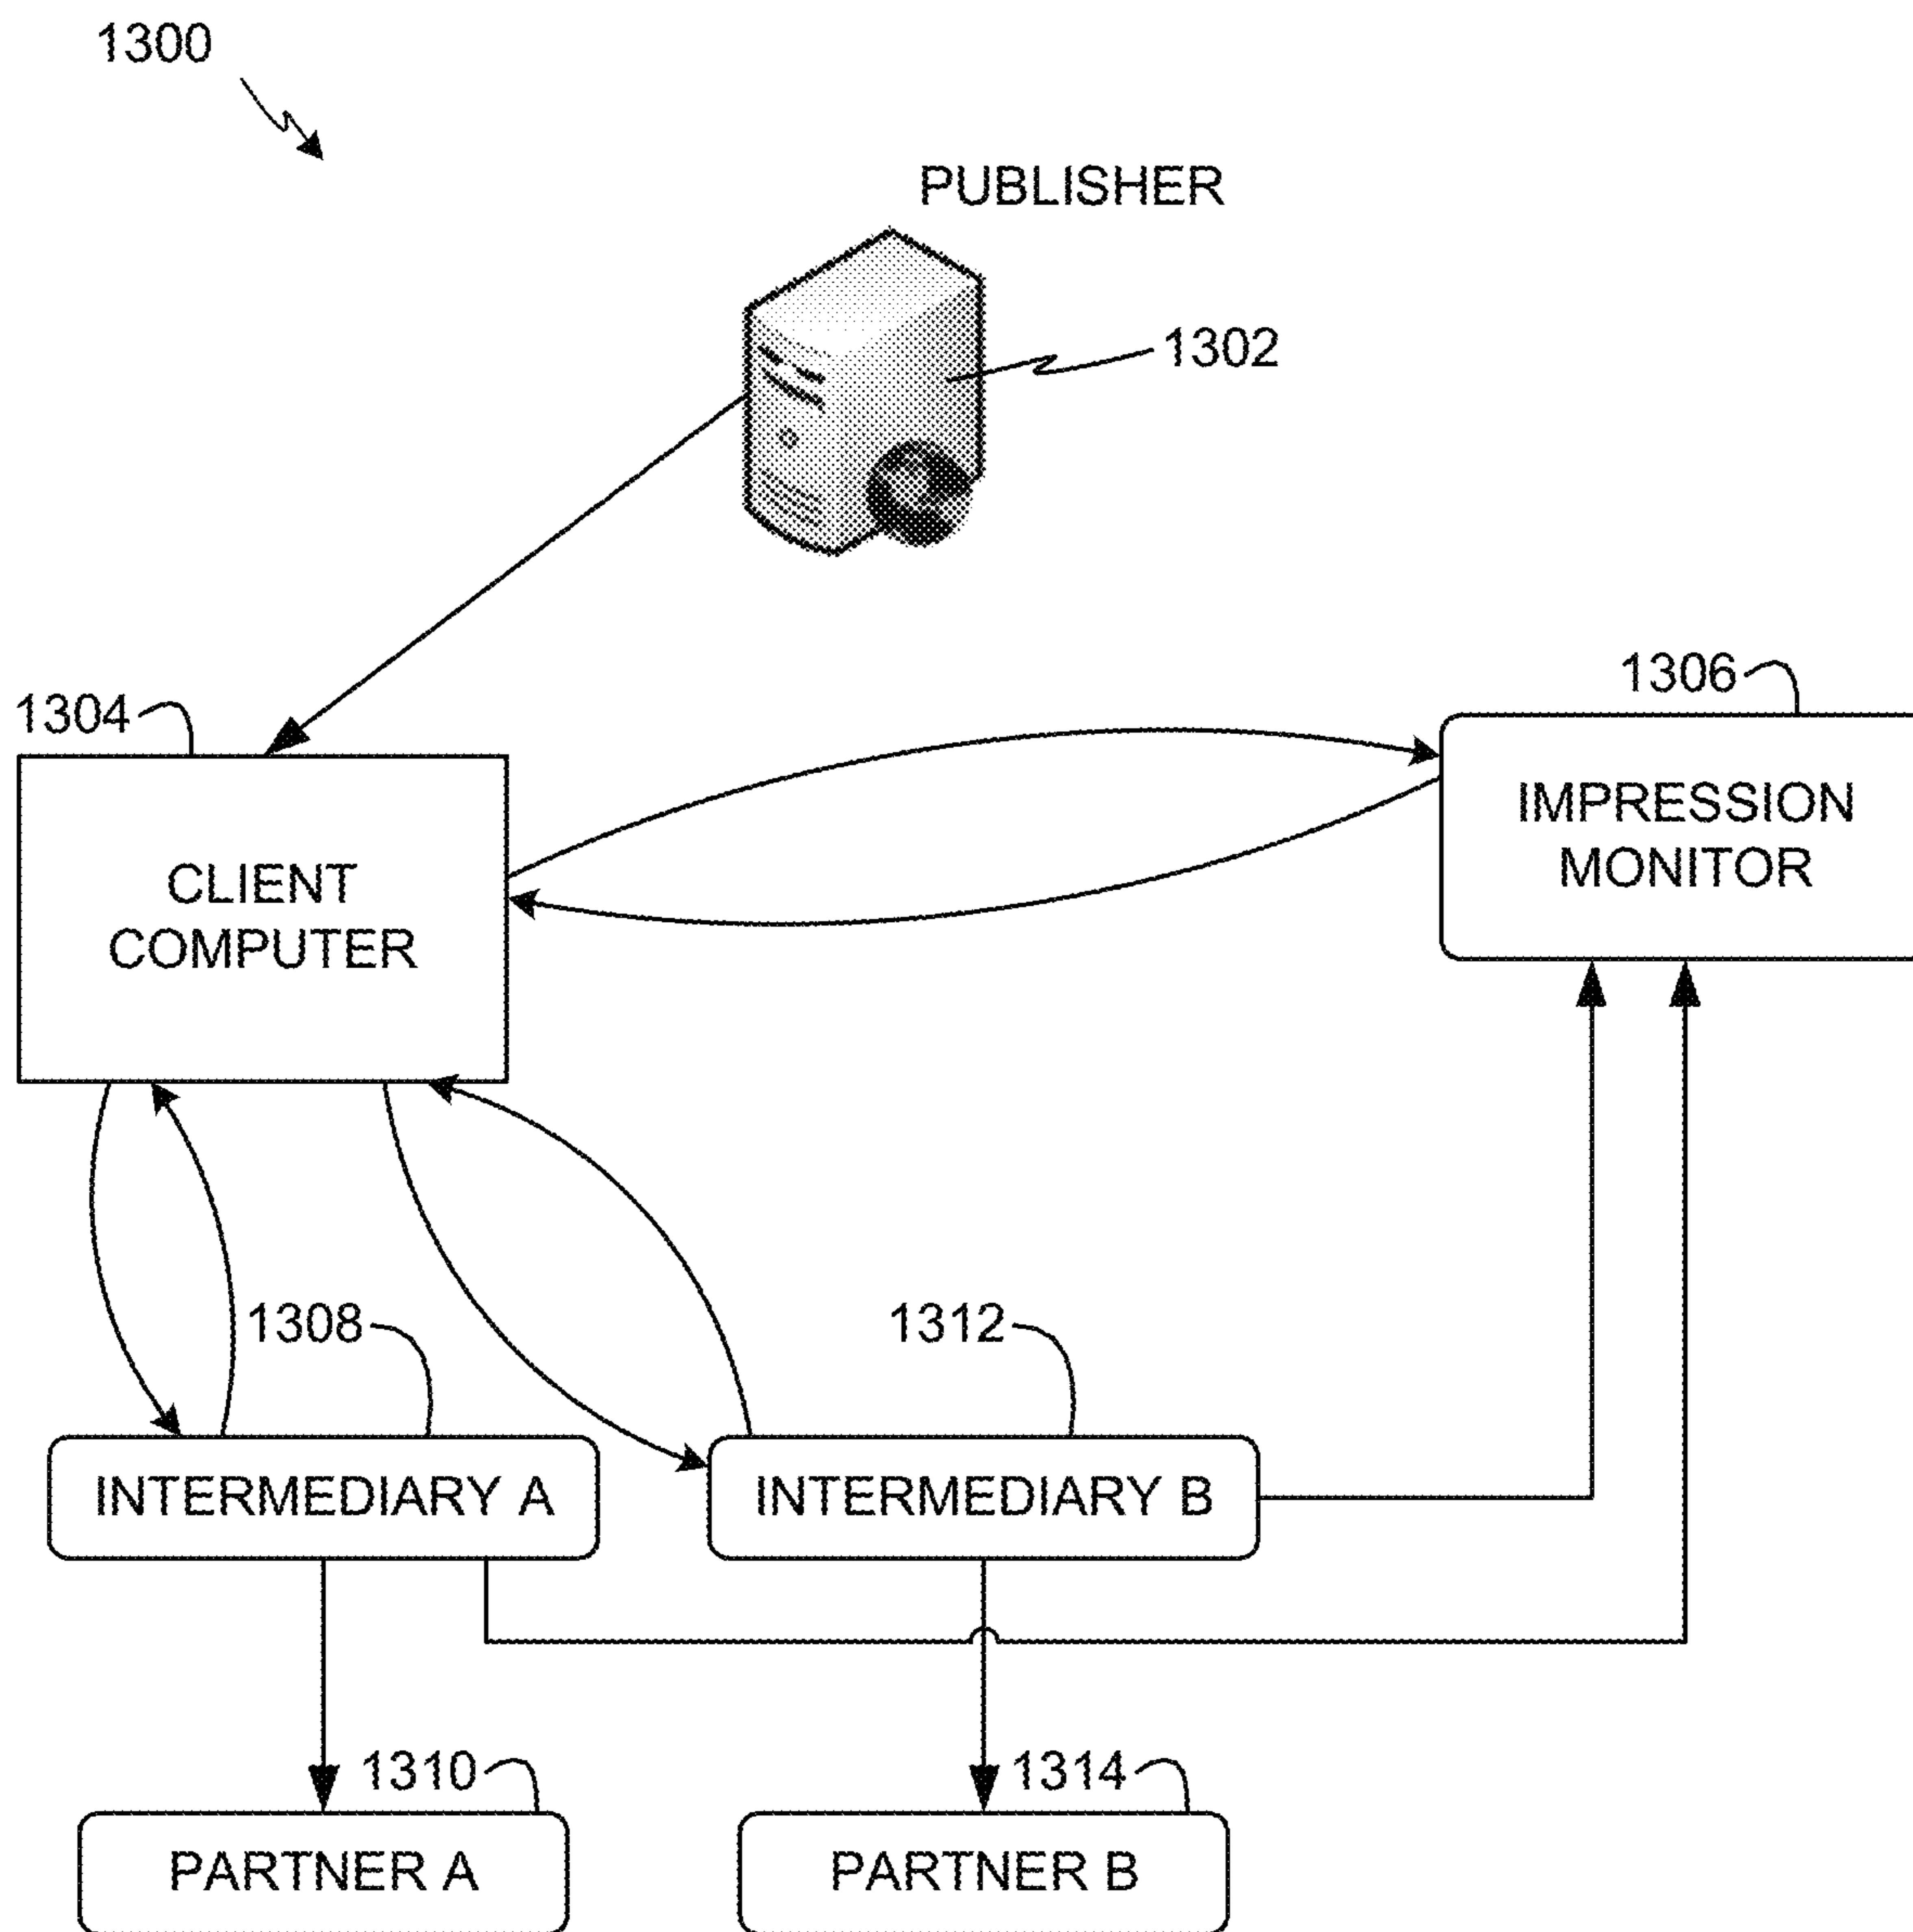 1300
PUBLISHER
1302
1304
1306
CLIENT
COMPUTER
IMPRESSION
MONITOR
1308
1312
INTERMEDIARY A
INTERMEDIARY B
1310
1314
PARTNER A
PARTNER B